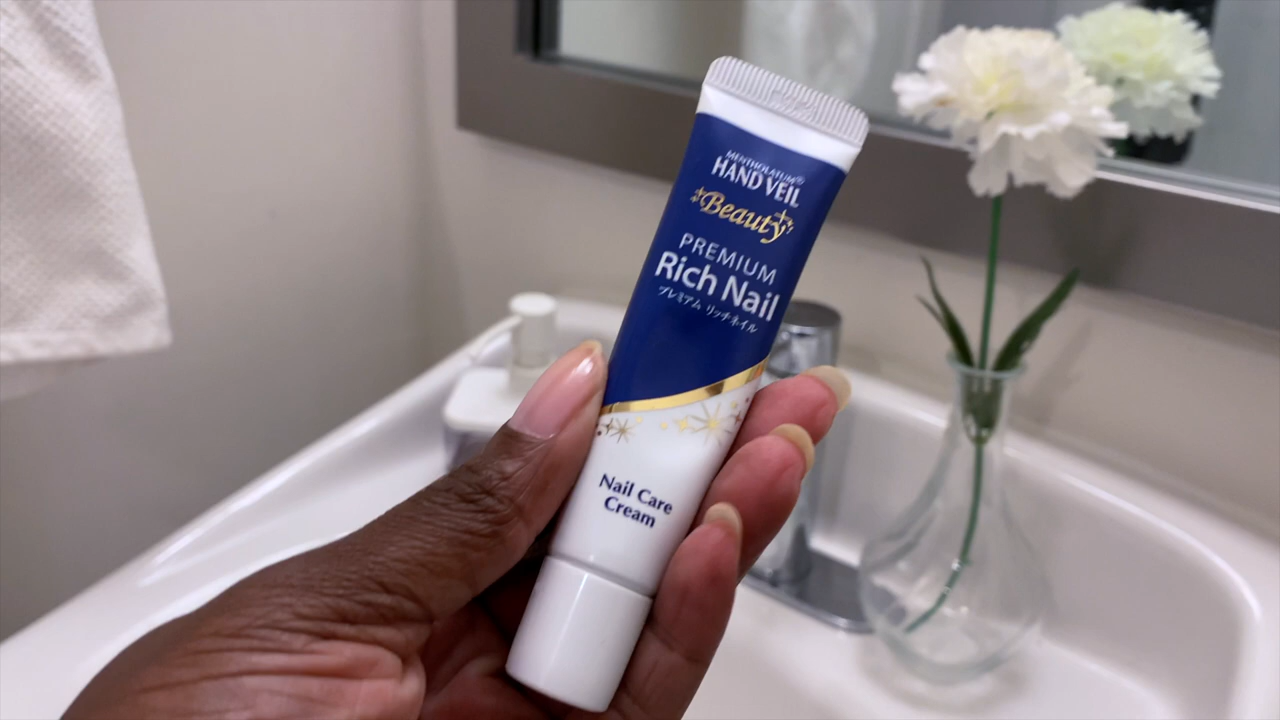 MENTHOLATUM®
HAND VEIL
Beauty
PREMIUM
Rich Nail
プレミアム リッチネイル
Nail Care
Cream